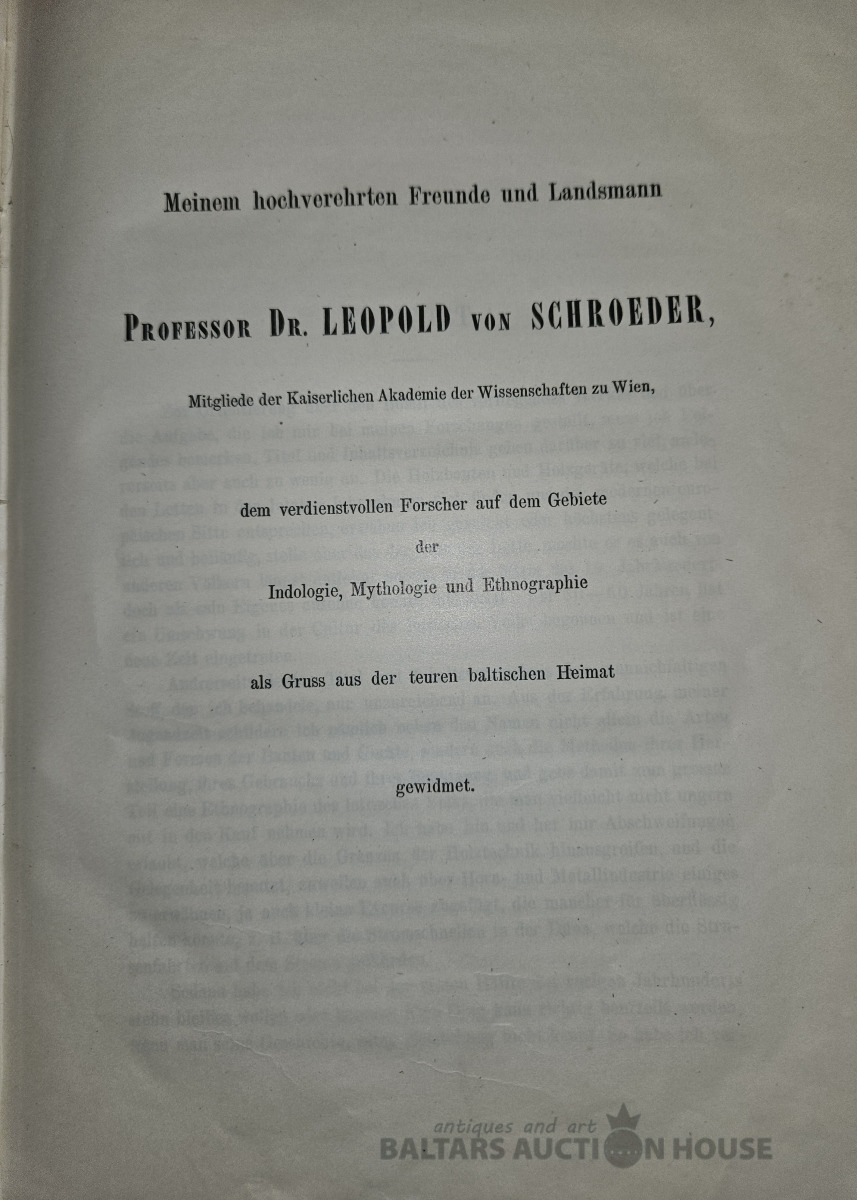 Meinem hochverehrten Freunde und Landsmann
PROFESSOR DR. LEOPOLD VON SCHROEDER,
Mitgliede der Kaiserlichen Akademie der Wissenschaften zu Wien,
dem verdienstvollen Forscher auf dem Gebiete
der
Indologie, Mythologie und Ethnographie
als Gruss aus der teuren baltischen Heimat
gewidmet.
antiques and art
BALTARS AUCTION HOUSE